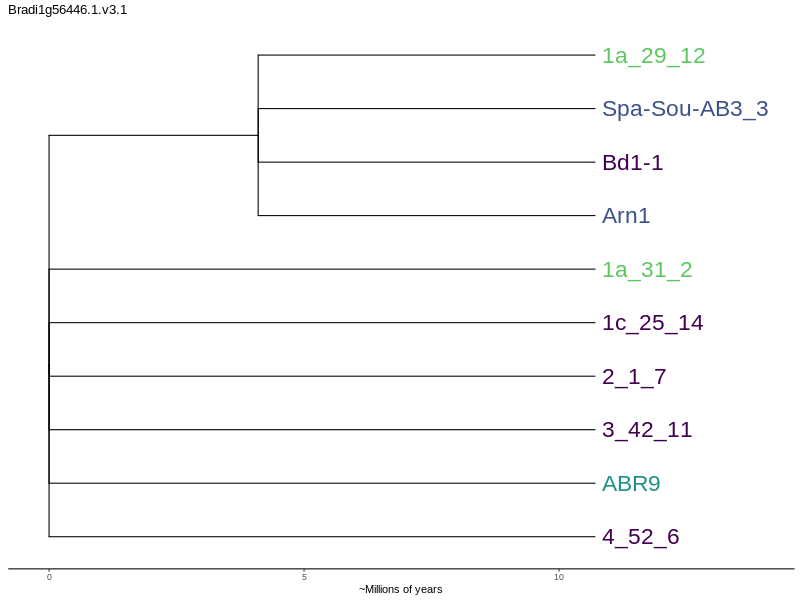 Bradi1g56446.1.v3.1
1a_29_12
Spa-Sou-AB3_3
Bd1-1
Arn1
1a_31_2
1c_25_14
2_1_7
3_42_11
ABR9
4_52_6
0 5 10
~Millions of years